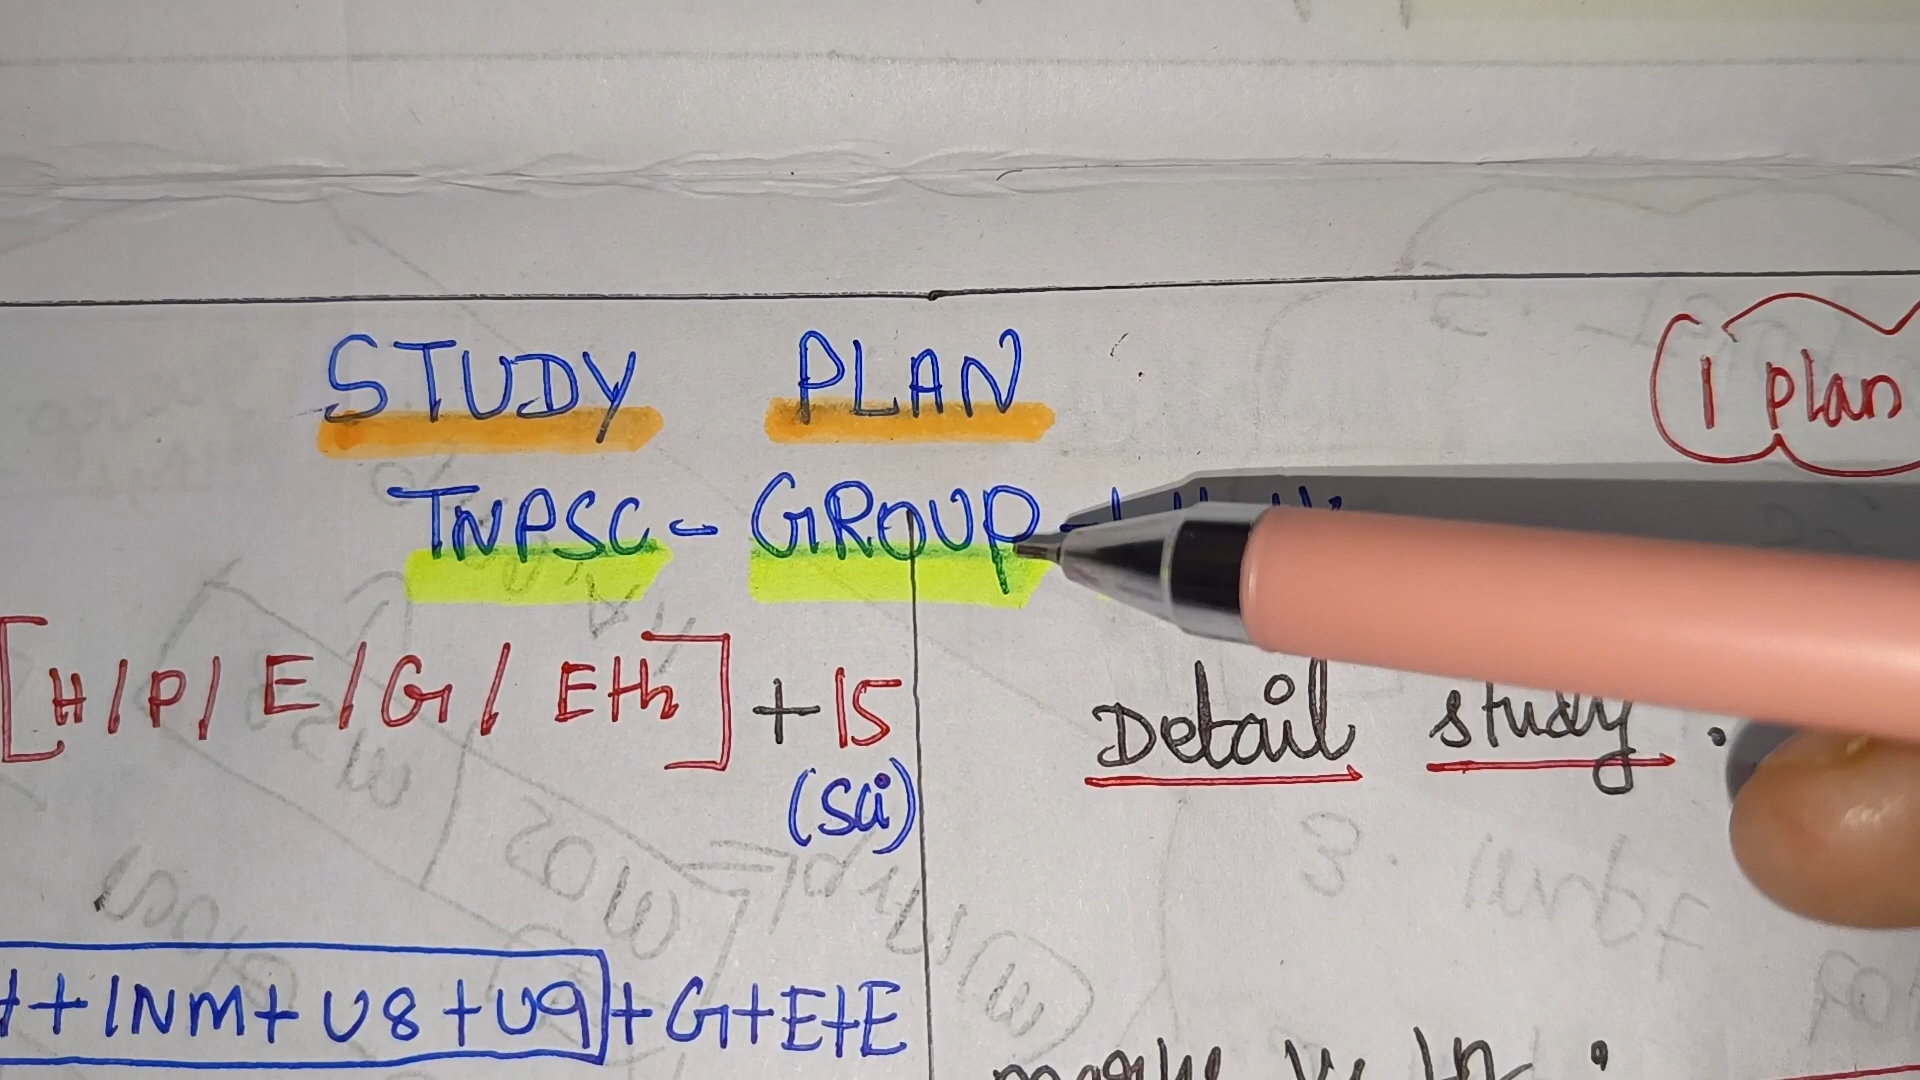 STUDY PLAN
1 plan
TNPSC - GROUP -
[H/P/ E/G/ Eth] + 15
(Sci)
Detail study.
+ INM + U8 + U9 + G+E+E